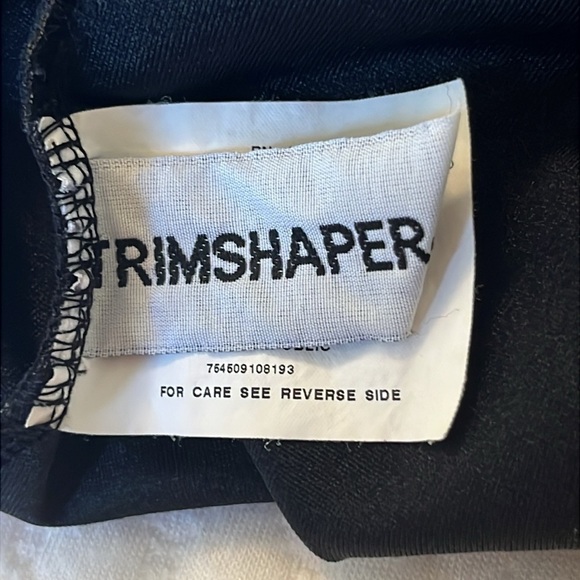 TRIMSHAPER
754509108193
FOR CARE SEE REVERSE SIDE